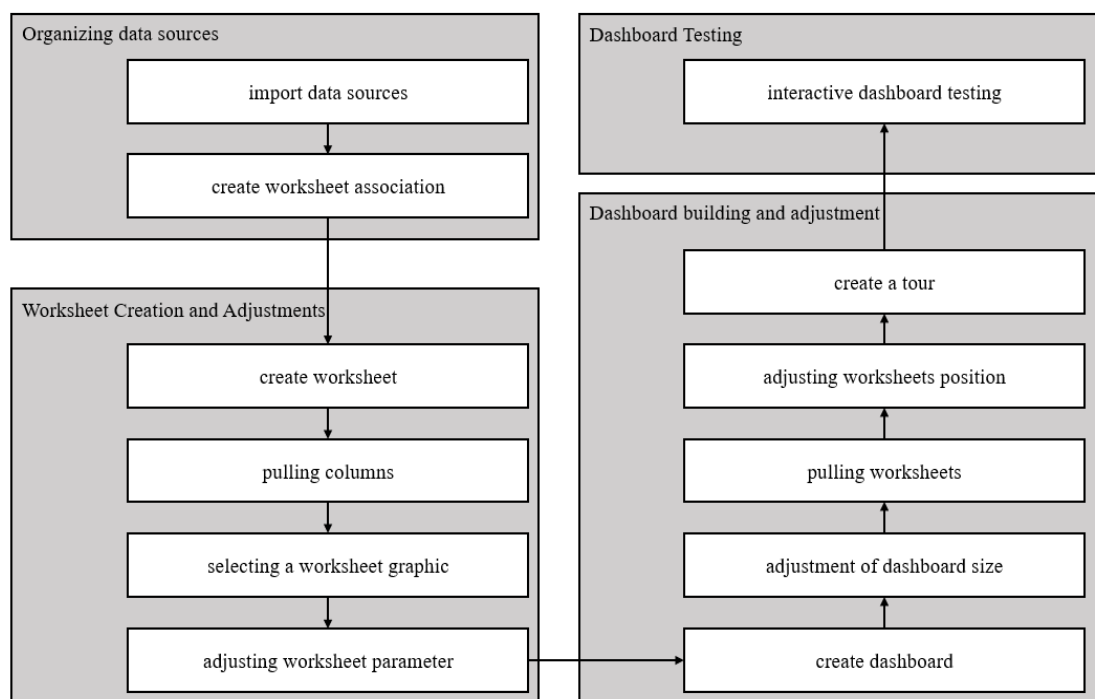 Organizing data sources
import data sources
create worksheet association
Worksheet Creation and Adjustments
create worksheet
pulling columns
selecting a worksheet graphic
adjusting worksheet parameter
Dashboard Testing
interactive dashboard testing
Dashboard building and adjustment
create a tour
adjusting worksheets position
pulling worksheets
adjustment of dashboard size
create dashboard